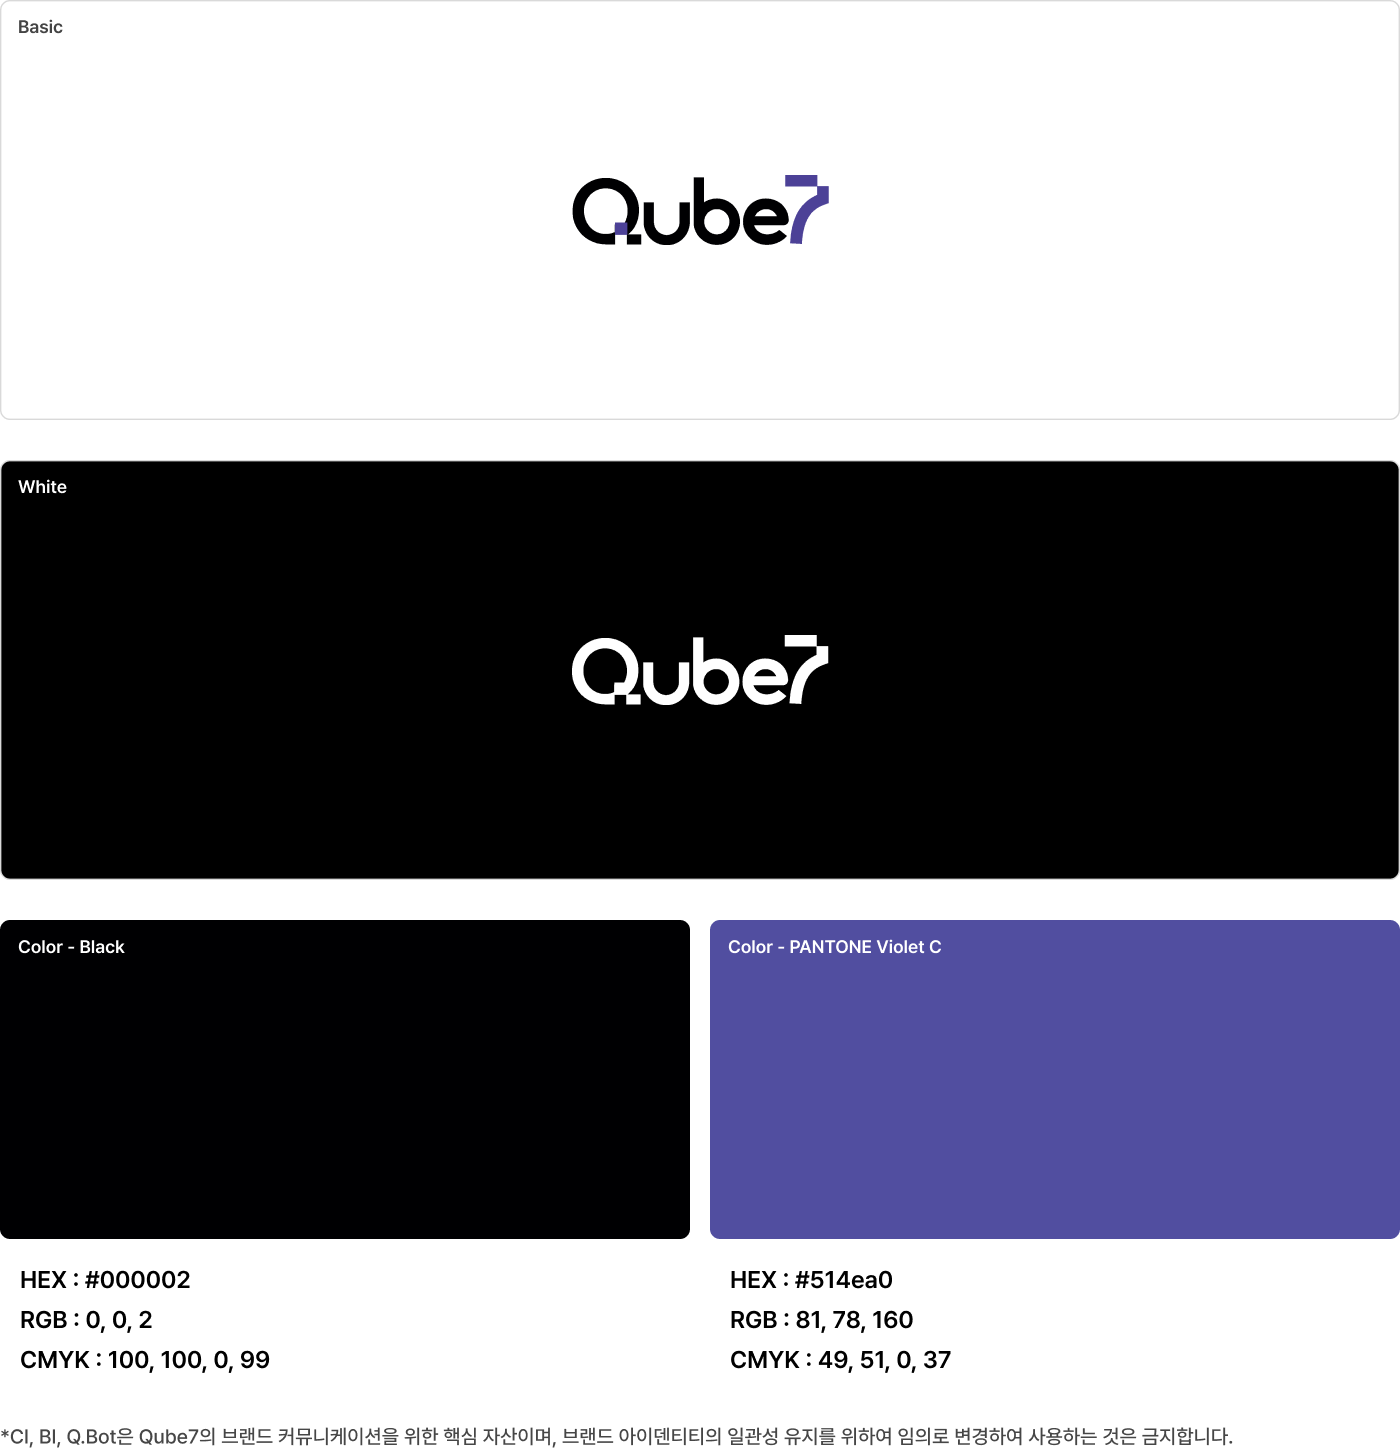 Basic
Qube7
White
Qube7
Color - Black
Color - PANTONE Violet C
HEX : #000002
RGB : 0, 0, 2
CMYK : 100, 100, 0, 99
HEX : #514ea0
RGB : 81, 78, 160
CMYK : 49, 51, 0, 37
*CI, BI, Q.Bot은 Qube7의 브랜드 커뮤니케이션을 위한 핵심 자산이며, 브랜드 아이덴티티의 일관성 유지를 위하여 임의로 변경하여 사용하는 것은 금지합니다.